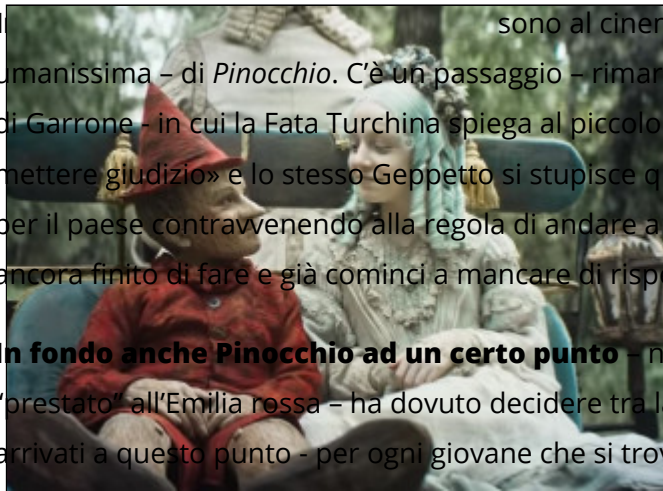 sono al cinem
umanissima – di Pinocchio. C'è un passaggio – rimar
di Garrone - in cui la Fata Turchina spiega al piccolo
mettere giudizio» e lo stesso Geppetto si stupisce q
per il paese contravvenendo alla regola di andare a
ancora finito di fare e già cominci a mancare di risp
In fondo anche Pinocchio ad un certo punto – n
"prestato" all'Emilia rossa – ha dovuto decidere tra la
arrivati a questo punto - per ogni giovane che si trov